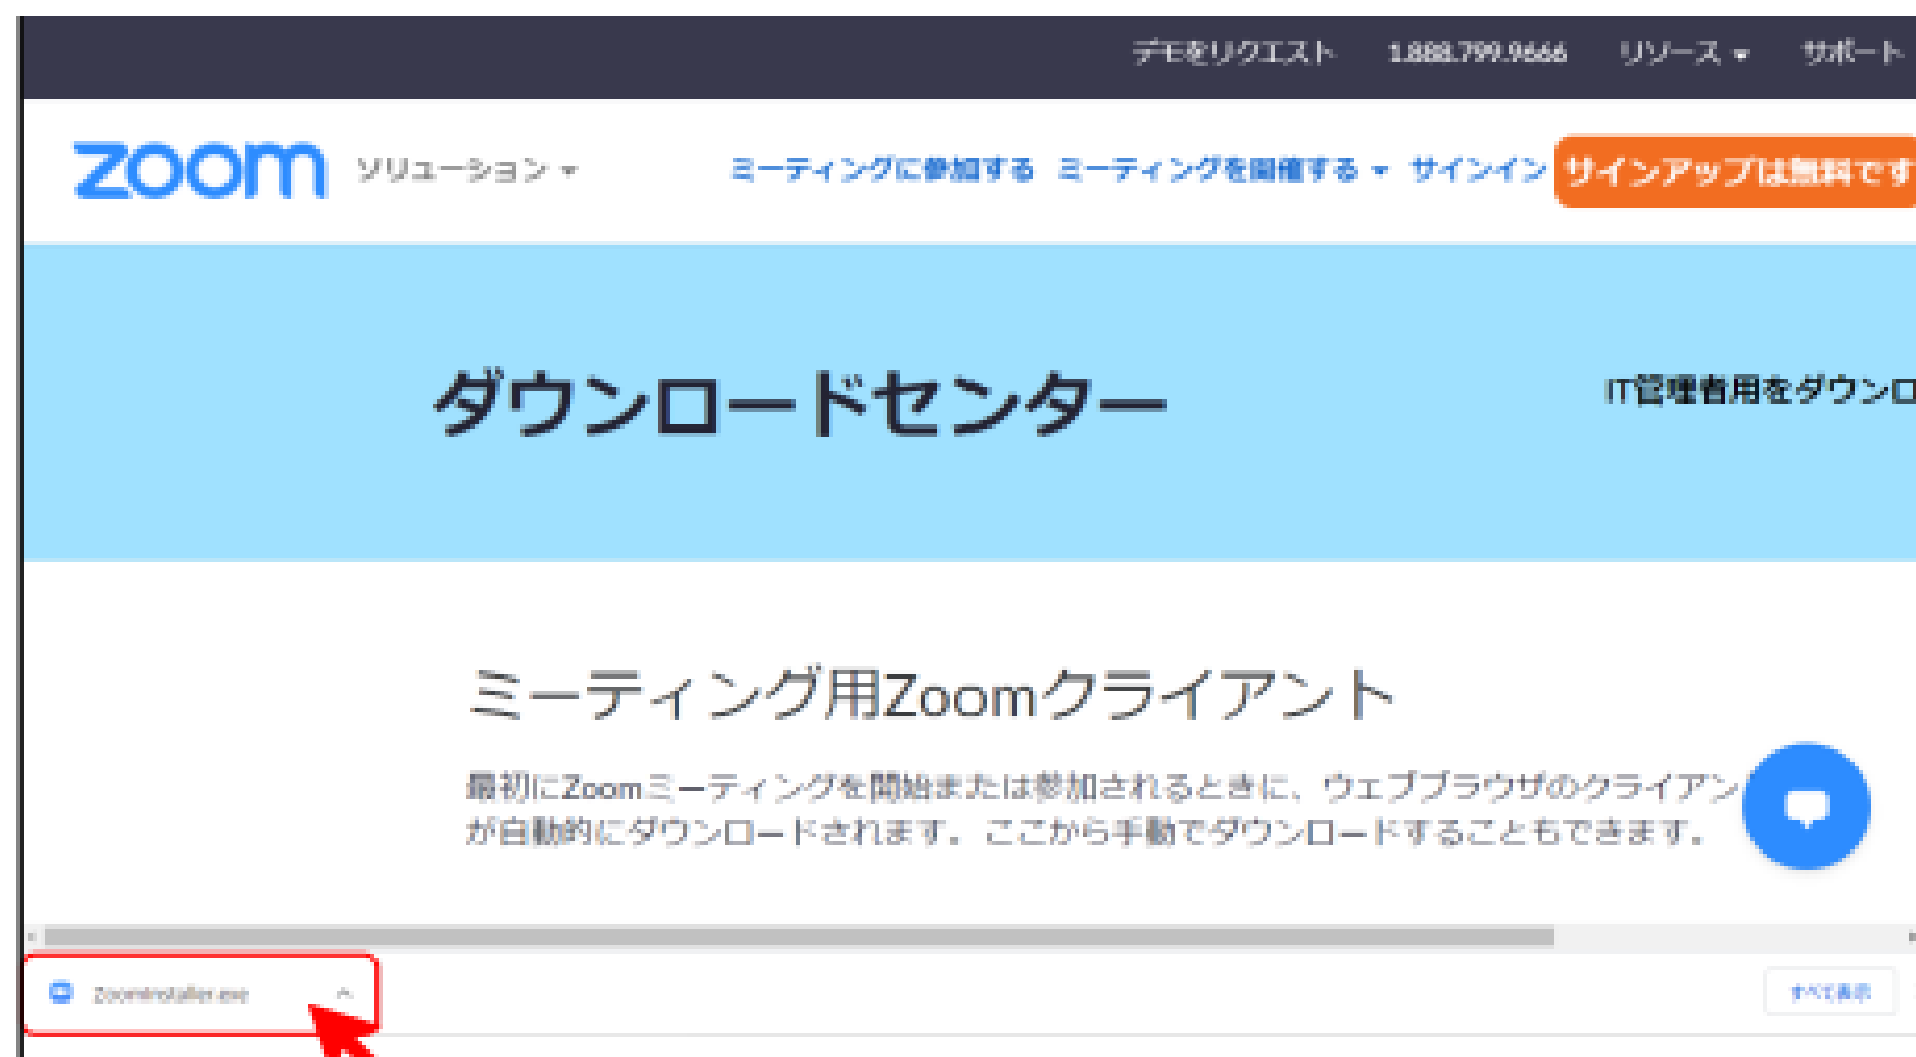 デモをリクエスト 1.888.799.9666 リソース サポート
zoom ソリューション ミーティングに参加する ミーティングを開催する サインイン サインアップは無料です
ダウンロードセンター
IT管理者用をダウンロ
ミーティング用Zoomクライアント
最初にZoomミーティングを開始または参加されるときに、ウェブブラウザのクライアン
が自動的にダウンロードされます。ここから手動でダウンロードすることもできます。
ZoomInstaller.exe すべて表示